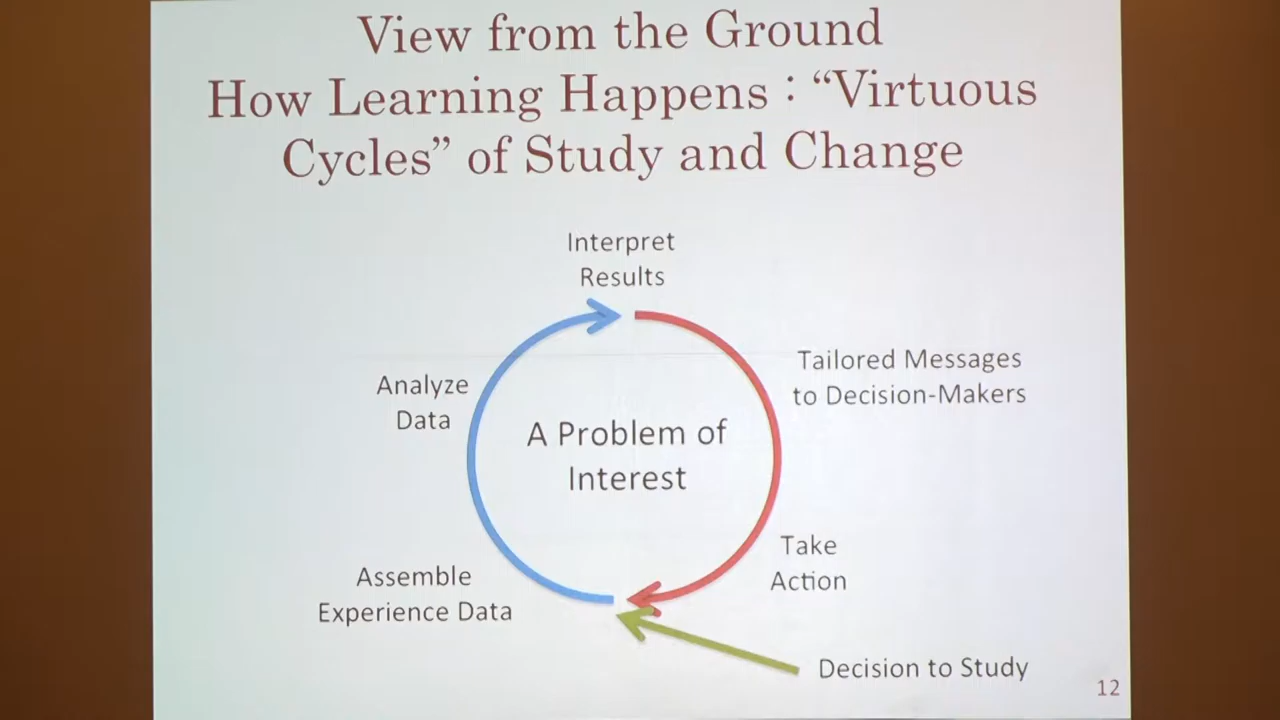 View from the Ground
How Learning Happens : “Virtuous
Cycles” of Study and Change
Interpret
Results
Tailored Messages
to Decision-Makers
Analyze
Data
A Problem of
Interest
Take
Action
Assemble
Experience Data
Decision to Study
12